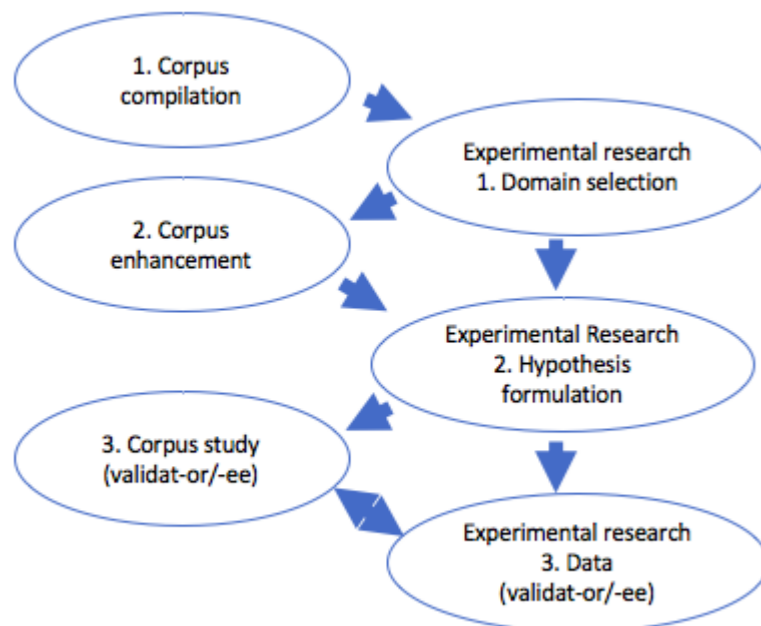 1. Corpus
compilation
Experimental research
1. Domain selection
2. Corpus
enhancement
Experimental Research
2. Hypothesis
formulation
3. Corpus study
(validat-or/-ee)
Experimental research
3. Data
(validat-or/-ee)